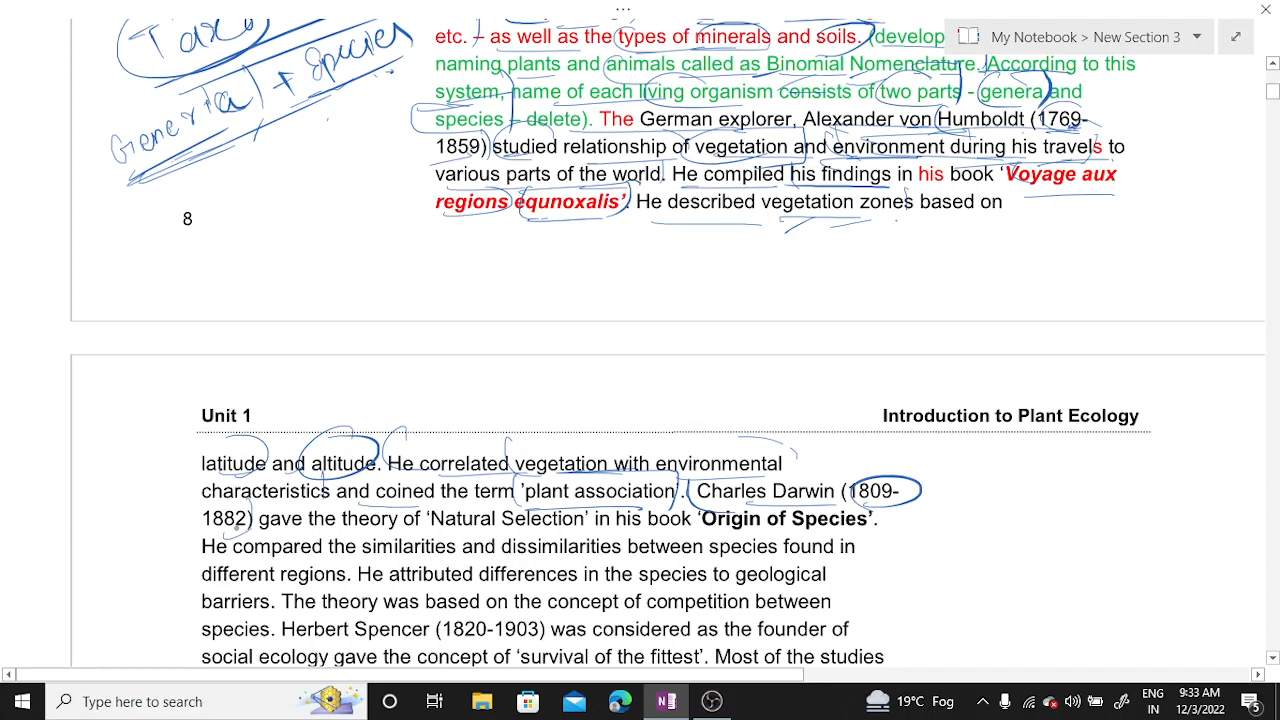 ...
Taxo
Generia + Species
etc. – as well as the types of minerals and soils. (develop
My Notebook > New Section 3
naming plants and animals called as Binomial Nomenclature. According to this
system, name of each living organism consists of two parts - genera and
species – delete). The German explorer, Alexander von Humboldt (1769-
1859) studied relationship of vegetation and environment during his travels to
various parts of the world. He compiled his findings in his book ‘Voyage aux
regions equnoxalis’. He described vegetation zones based on
8
Unit 1 Introduction to Plant Ecology
latitude and altitude. He correlated vegetation with environmental
characteristics and coined the term ’plant association’. Charles Darwin (1809-
1882) gave the theory of ‘Natural Selection’ in his book ‘Origin of Species’.
He compared the similarities and dissimilarities between species found in
different regions. He attributed differences in the species to geological
barriers. The theory was based on the concept of competition between
species. Herbert Spencer (1820-1903) was considered as the founder of
social ecology gave the concept of ‘survival of the fittest’. Most of the studies
Type here to search
19°C Fog
ENG
IN
9:33 AM
12/3/2022
5